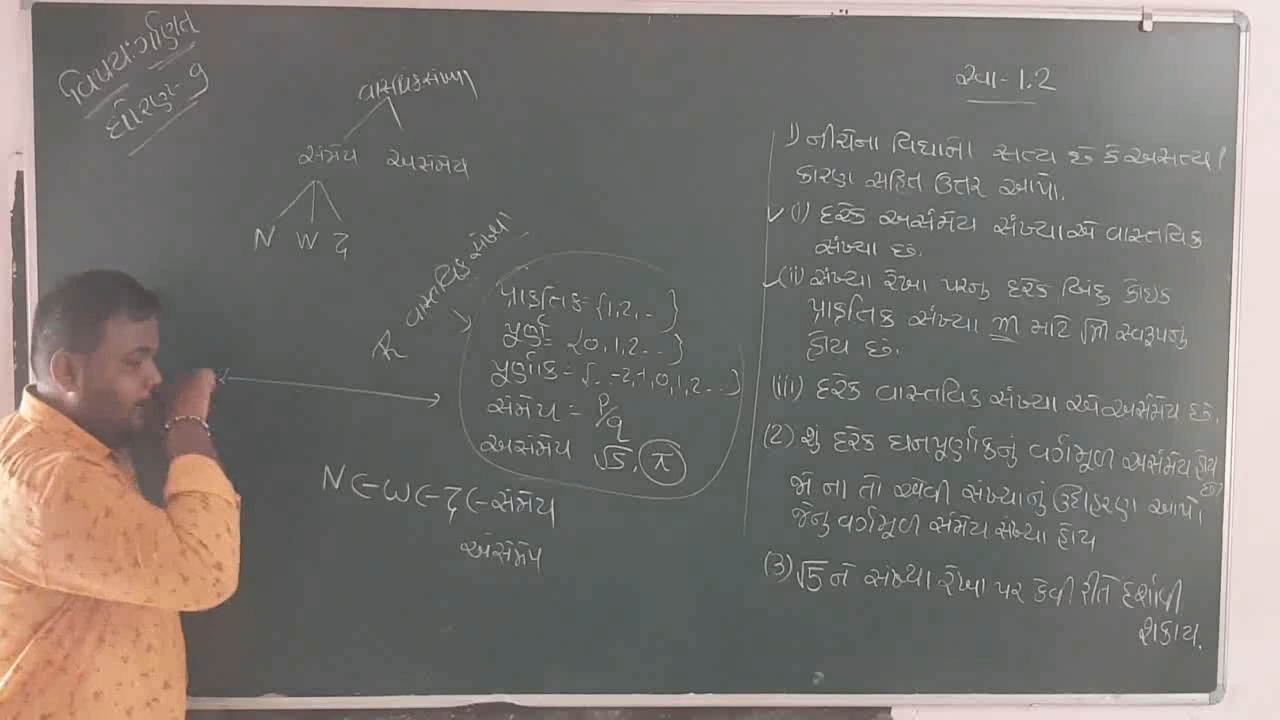 વિષય:ગણિત
ધોરણ-9
વાસ્તવિક સંખ્યા
સંમેય અસંમેય
N W Z
R વાસ્તવિક સંખ્યા
પ્રાકૃતિક={1,2,..}
પૂર્ણ= {0,1,2..}
પૂર્ણાંક={..-2,-1,0,1,2...}
સંમેય = P/q
અસંમેય √5, π
N ⊂ W ⊂ Z ⊂ સંમેય
અસંમેય
સ્વા-1.2
1) નીચેના વિધાનો સત્ય છે કે અસત્ય?
કારણ સહિત ઉત્તર આપો.
✓ (i) દરેક અસંમેય સંખ્યા એ વાસ્તવિક
સંખ્યા છે.
✓ (ii) સંખ્યા રેખા પરનુ દરેક બિંદુ કોઇક
પ્રાકૃતિક સંખ્યા m માટે √m સ્વરૂપનુ
હોય છે.
(iii) દરેક વાસ્તવિક સંખ્યા એ અસંમેય છે.
(2) શું દરેક ધનપૂર્ણાંકનું વર્ગમૂળ અસંમેય હોય
છે?
જો ના તો એવી સંખ્યાનું ઉદાહરણ આપો
જેનુ વર્ગમૂળ સંમેય સંખ્યા હોય
(3) √5 ને સંખ્યા રેખા પર કેવી રીતે દર્શાવી
શકાય.